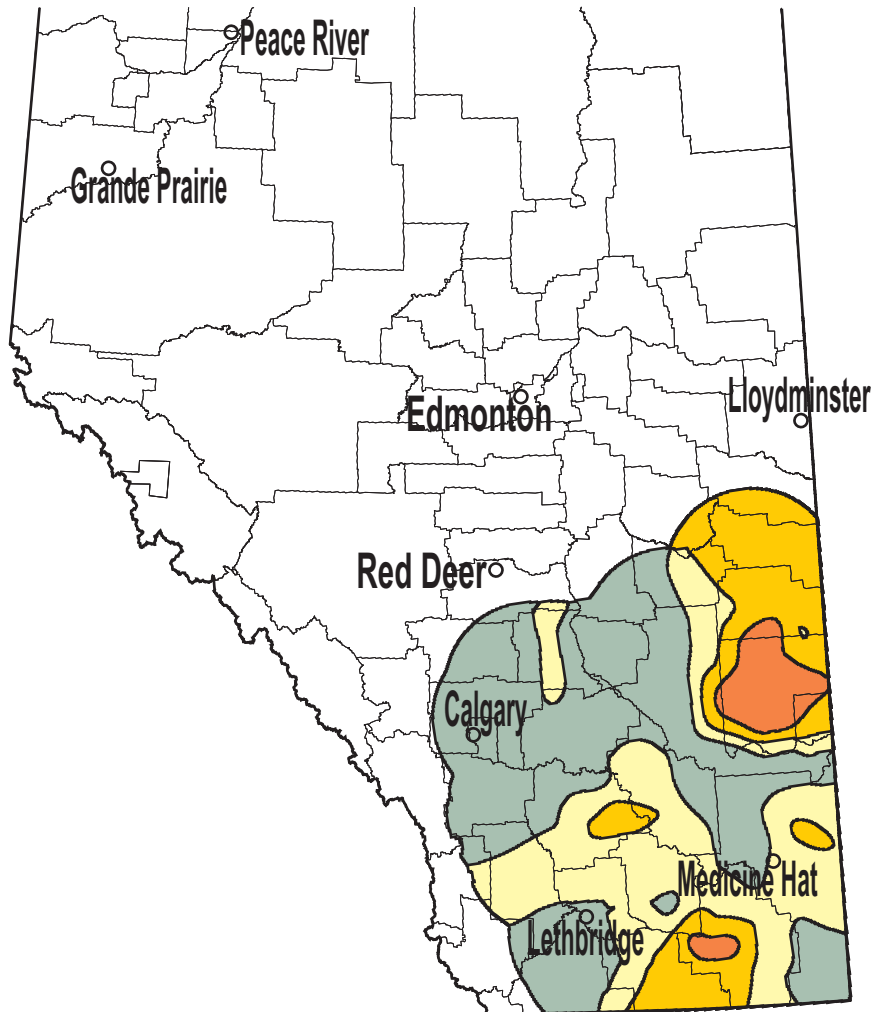 Peace River
Grande Prairie
Edmonton
Lloydminster
Red Deer
Calgary
Medicine Hat
Lethbridge